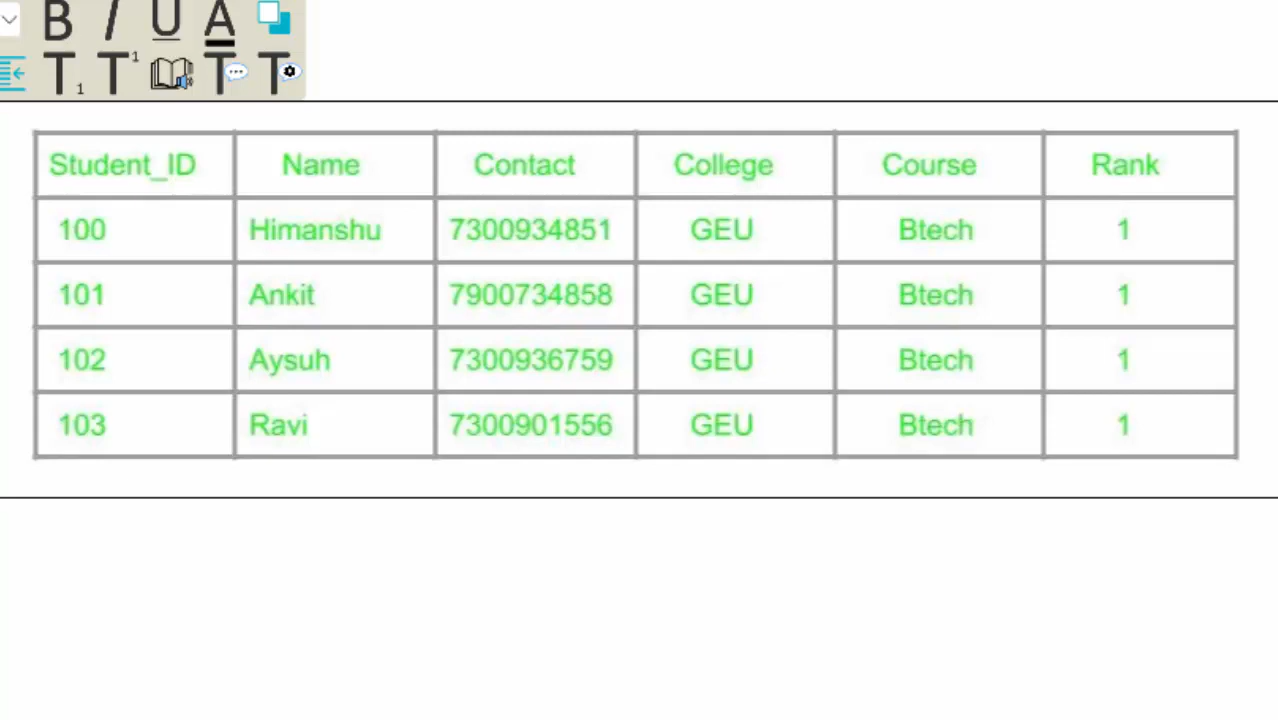 Student_ID Name Contact College Course Rank
100 Himanshu 7300934851 GEU Btech 1
101 Ankit 7900734858 GEU Btech 1
102 Aysuh 7300936759 GEU Btech 1
103 Ravi 7300901556 GEU Btech 1